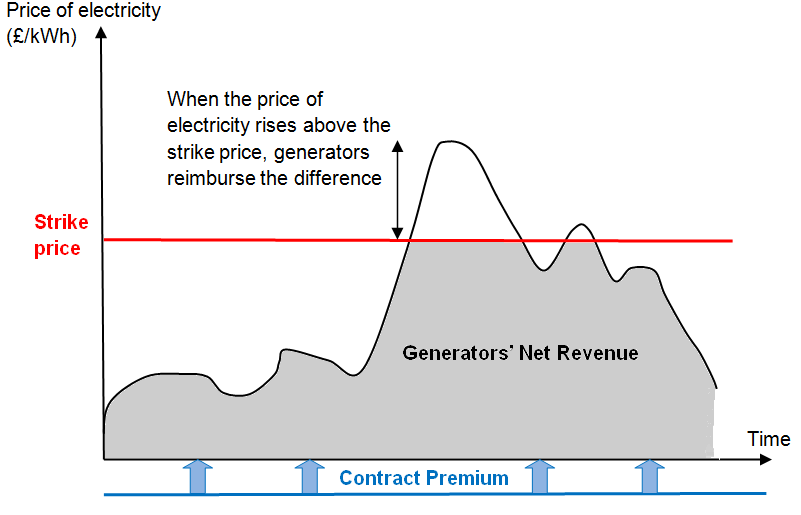 Price of electricity
(£/kWh)
When the price of
electricity rises above the
strike price, generators
reimburse the difference
Strike
price
Generators’ Net Revenue
Time
Contract Premium